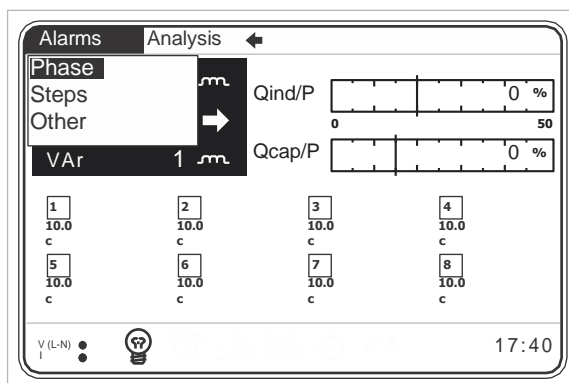 Alarms Analysis
Phase
Steps
Other
VAr 1
Qind/P 0 %
0 50
Qcap/P 0 %
1 2 3 4
10.0 10.0 10.0 10.0
c c c c
5 6 7 8
10.0 10.0 10.0 10.0
c c c c
V (L-N)
I
17:40